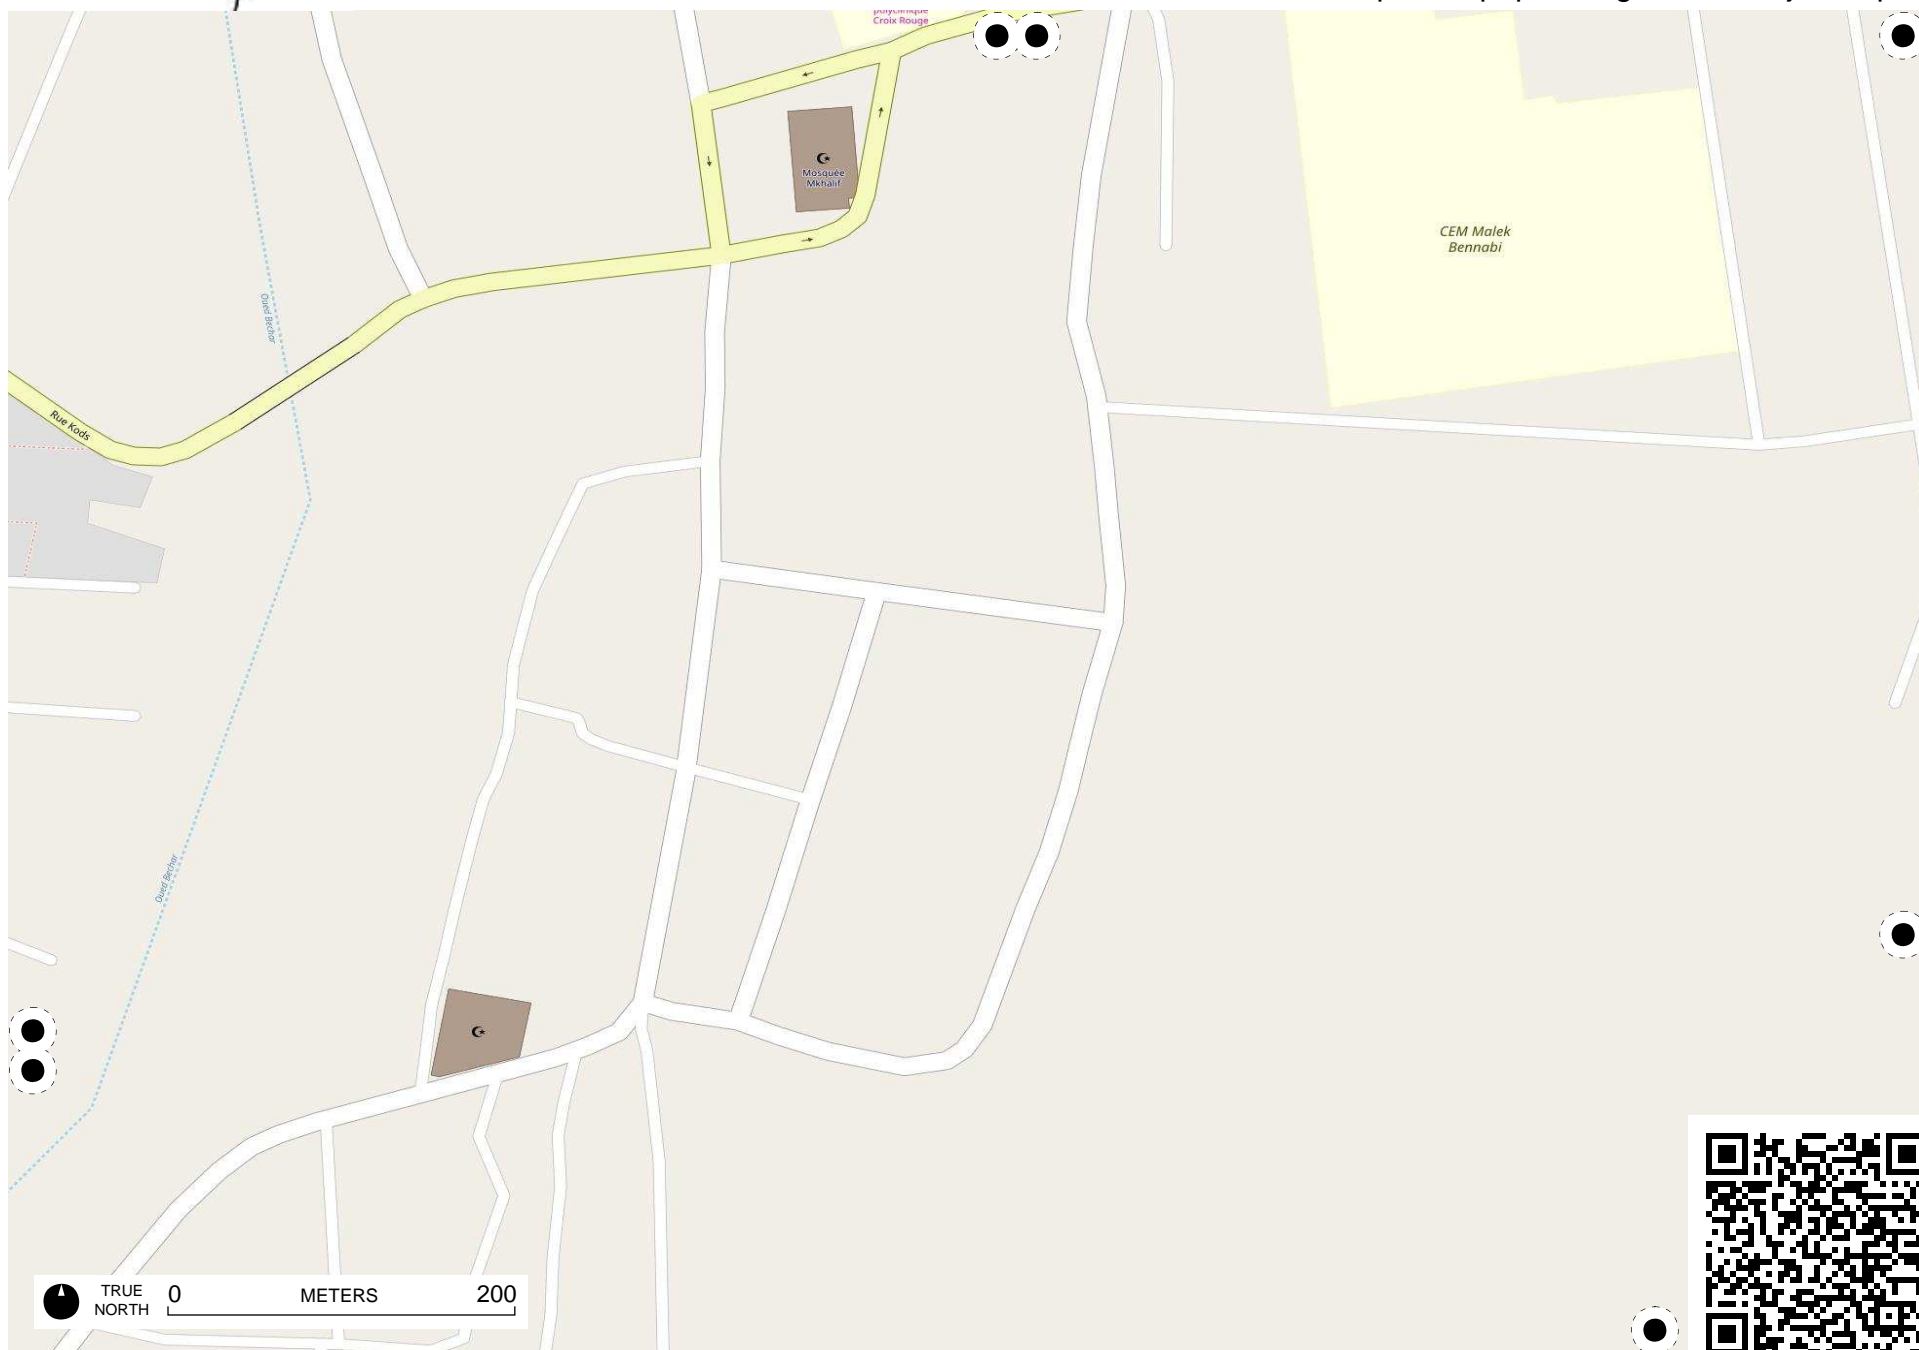 polyclinique
Croix Rouge
Mosquée
Mkhalif
CEM Malek
Bennabi
Oued Bechar
Rue Kods
Oued Bechar
TRUE
NORTH
0
METERS
200